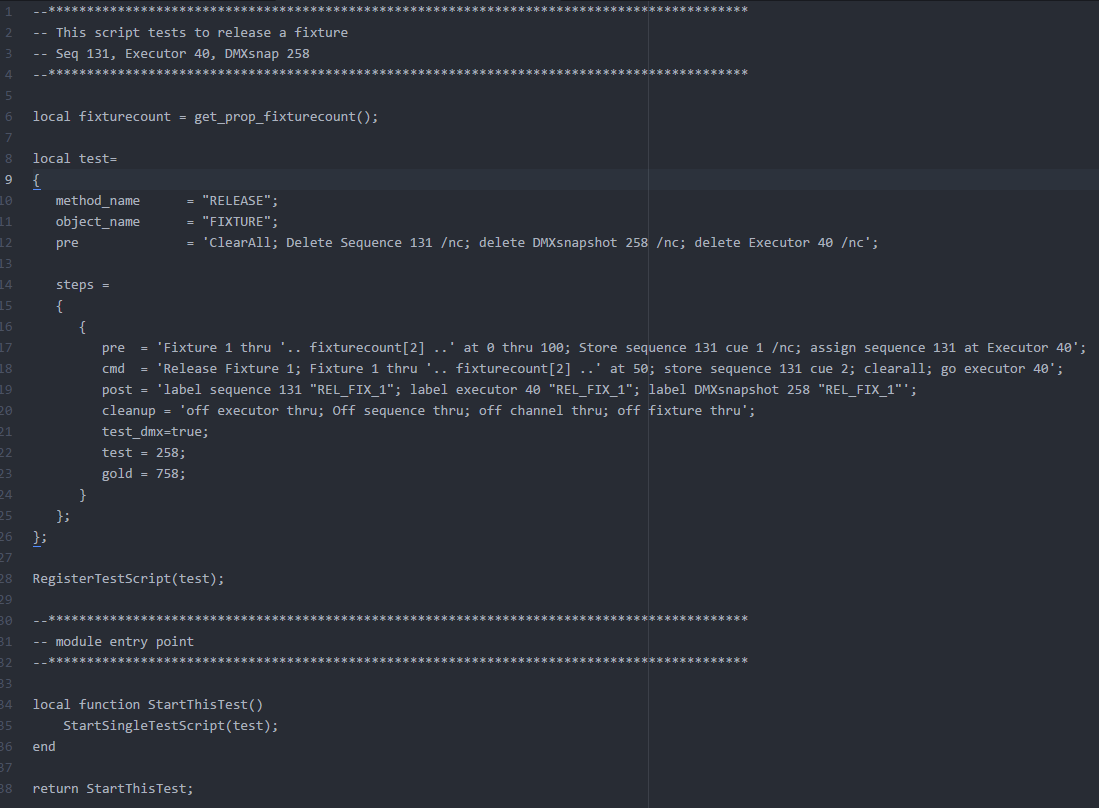 1 --*******************************************************************************************
2 -- This script tests to release a fixture
3 -- Seq 131, Executor 40, DMXsnap 258
4 --*******************************************************************************************
5
6 local fixturecount = get_prop_fixturecount();
7
8 local test=
9 {
10 method_name = "RELEASE";
11 object_name = "FIXTURE";
12 pre = 'ClearAll; Delete Sequence 131 /nc; delete DMXsnapshot 258 /nc; delete Executor 40 /nc';
13
14 steps =
15 {
16 {
17 pre = 'Fixture 1 thru '.. fixturecount[2] ..' at 0 thru 100; Store sequence 131 cue 1 /nc; assign sequence 131 at Executor 40';
18 cmd = 'Release Fixture 1; Fixture 1 thru '.. fixturecount[2] ..' at 50; store sequence 131 cue 2; clearall; go executor 40';
19 post = 'label sequence 131 "REL_FIX_1"; label executor 40 "REL_FIX_1"; label DMXsnapshot 258 "REL_FIX_1"';
20 cleanup = 'off executor thru; Off sequence thru; off channel thru; off fixture thru';
21 test_dmx=true;
22 test = 258;
23 gold = 758;
24 }
25 };
26 };
27
28 RegisterTestScript(test);
29
30 --*******************************************************************************************
31 -- module entry point
32 --*******************************************************************************************
33
34 local function StartThisTest()
35 StartSingleTestScript(test);
36 end
37
38 return StartThisTest;